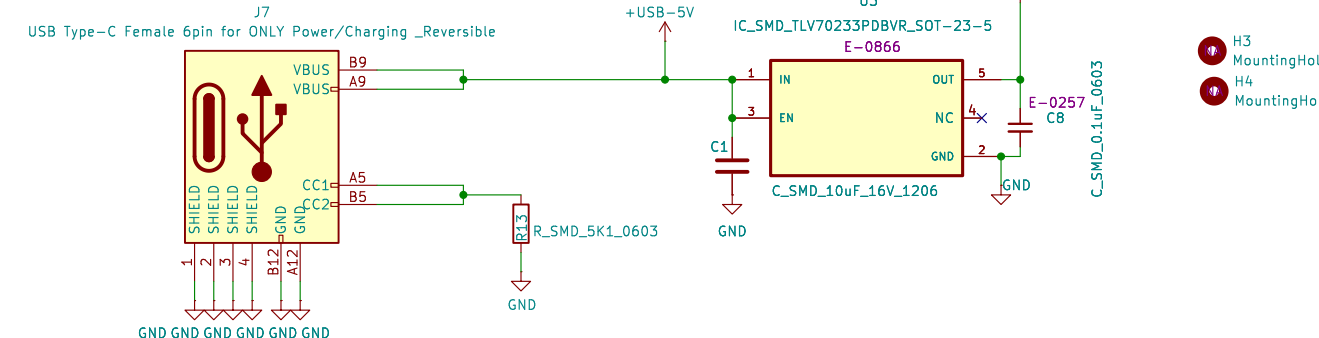 J7
USB Type-C Female 6pin for ONLY Power/Charging _Reversible
VBUS B9
VBUS A9
CC1 A5
CC2 B5
SHIELD SHIELD SHIELD SHIELD GND GND
1 2 3 4 B12 A12
GND GND GND GND GND GND
R13
R_SMD_5K1_0603
GND
+USB-5V
IC_SMD_TLV70233PDBVR_SOT-23-5
E-0866
1 IN OUT 5
3 EN NC 4
GND 2
C1
C_SMD_10uF_16V_1206
GND
GND
E-0257
C8
C_SMD_0.1uF_0603
H3
MountingHol
H4
MountingHo